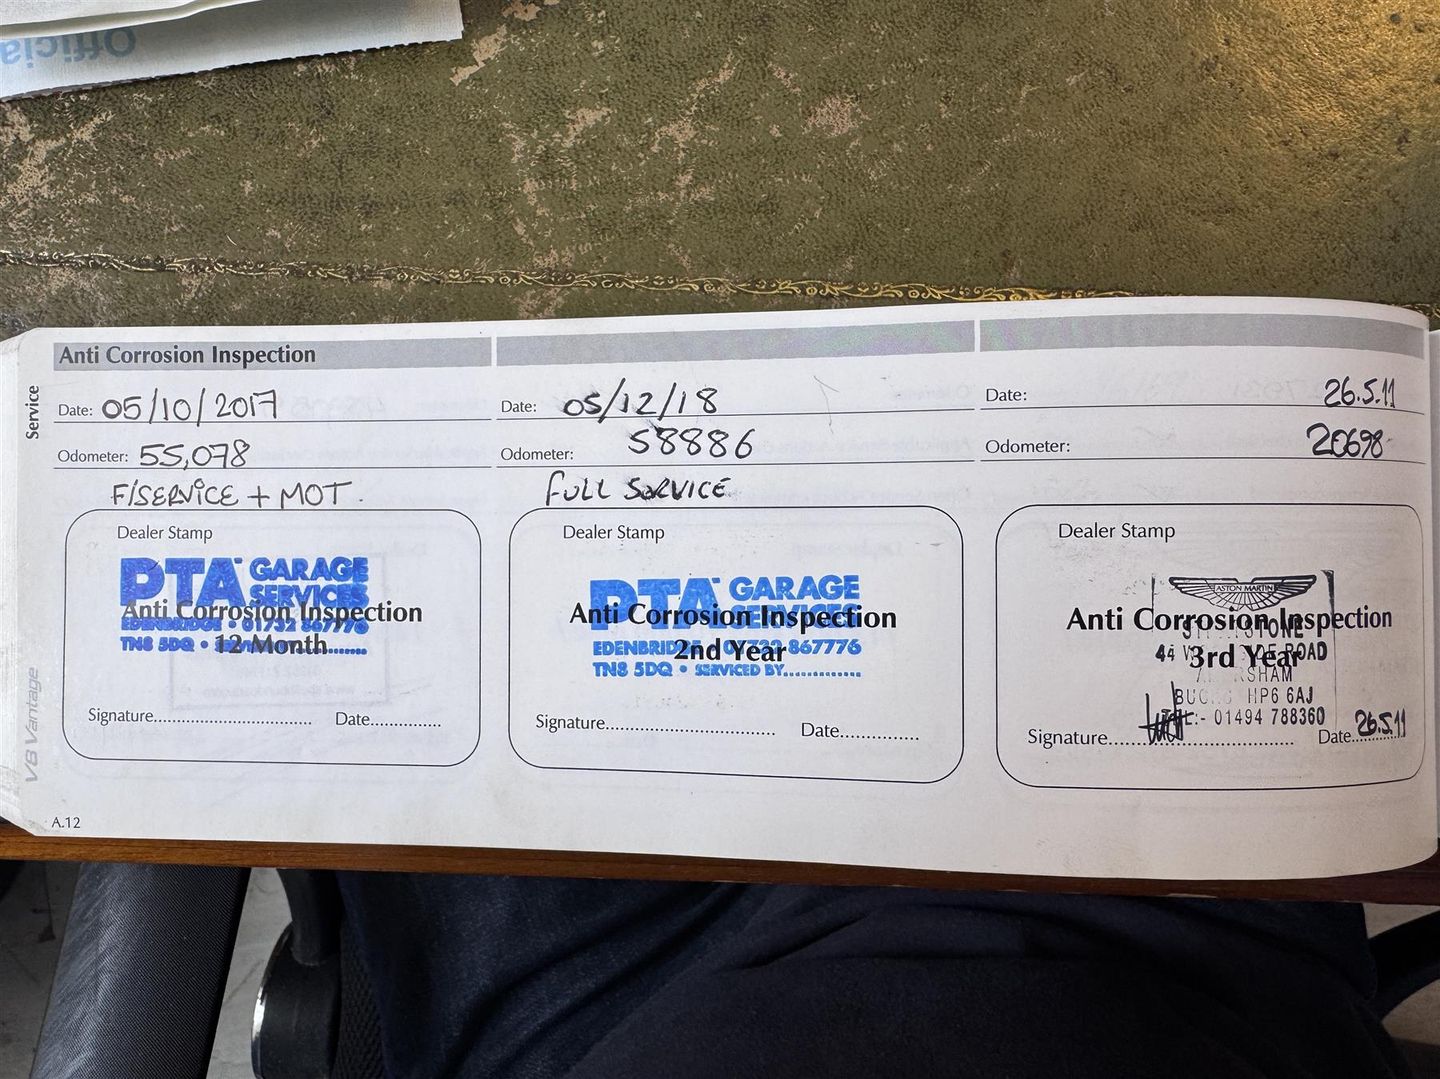 Official
Anti Corrosion Inspection
Service
V8 Vantage
Date: 05/10/2017
Odometer: 55,078
F/SERVICE + MOT.
Dealer Stamp
PTA GARAGE
SERVICES
Anti Corrosion Inspection
EDENBRIDGE • 01732 867776
12 Month
TN8 5DQ •
Signature
Date
Date: 05/12/18
Odometer: 58886
FULL SERVICE
Dealer Stamp
PTA GARAGE
SERVICES
Anti Corrosion Inspection
EDENBRIDGE • 01732 867776
2nd Year
TN8 5DQ • SERVICED BY
Signature
Date
Date: 26.5.11
Odometer: 20698
Dealer Stamp
ASTON MARTIN
Anti Corrosion Inspection
3rd Year
44 ROAD
HP6 6AJ
TEL:- 01494 788360
Signature
Date 26.5.11
A.12